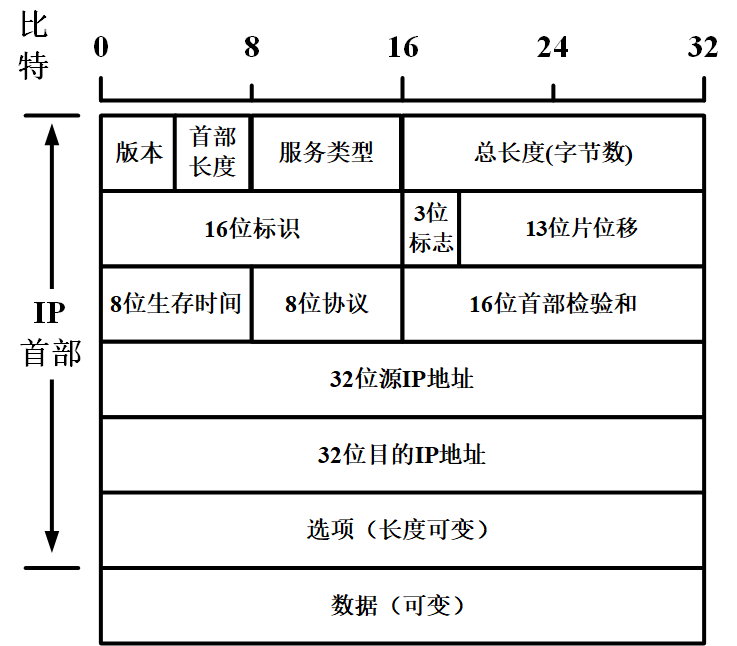 比
特
0 8 16 24 32
版本
首部
长度
服务类型
总长度(字节数)
16位标识
3位
标志
13位片位移
8位生存时间
8位协议
16位首部检验和
IP
首部
32位源IP地址
32位目的IP地址
选项（长度可变）
数据（可变）